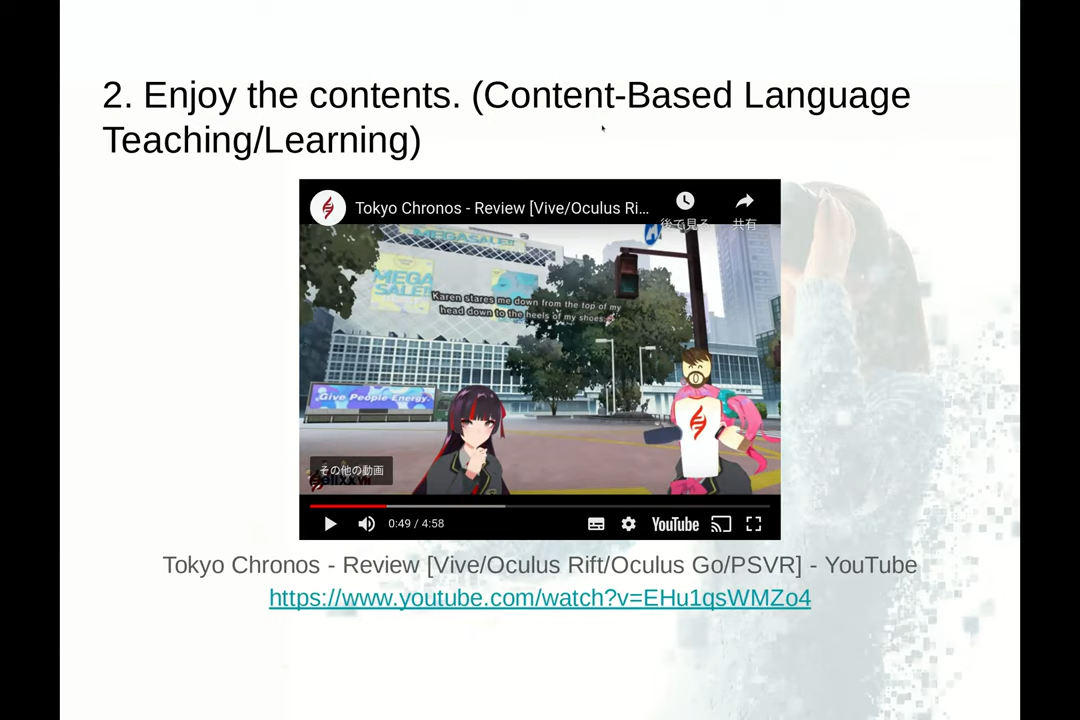 2. Enjoy the contents. (Content-Based Language
Teaching/Learning)
Tokyo Chronos - Review [Vive/Oculus Ri...
後で見る
共有
MEGASALE!!
MEGA
SALE!!
Karen stares me down from the top of my
head down to the heels of my shoes.
Give People Energy.
その他の動画
0:49 / 4:58
YouTube
Tokyo Chronos - Review [Vive/Oculus Rift/Oculus Go/PSVR] - YouTube
https://www.youtube.com/watch?v=EHu1qsWMZo4